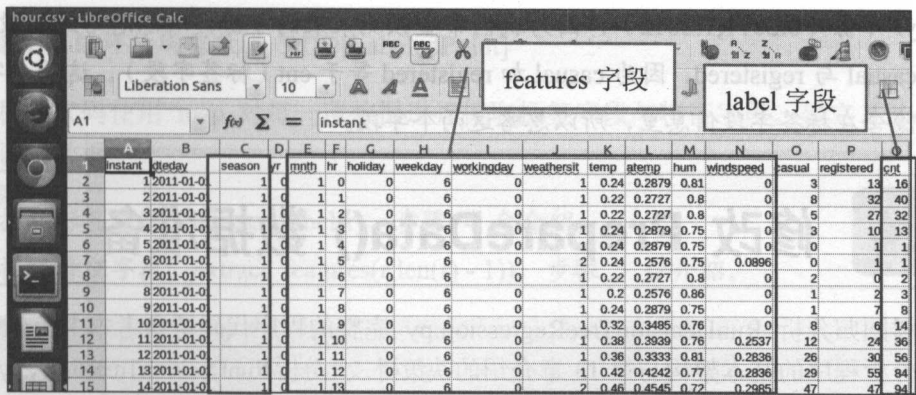 hour.csv - LibreOffice Calc
features 字段
label 字段
Liberation Sans 10
A1 f(x) Σ = instant
A B C D E F G H I J K L M N O P Q
1 instant dteday season yr mnth hr holiday weekday workingday weathersit temp atemp hum windspeed casual registered cnt
2 1 2011-01-01 1 0 1 0 0 6 0 1 0.24 0.2879 0.81 0 3 13 16
3 2 2011-01-01 1 0 1 1 0 6 0 1 0.22 0.2727 0.8 0 8 32 40
4 3 2011-01-01 1 0 1 2 0 6 0 1 0.22 0.2727 0.8 0 5 27 32
5 4 2011-01-01 1 0 1 3 0 6 0 1 0.24 0.2879 0.75 0 3 10 13
6 5 2011-01-01 1 0 1 4 0 6 0 1 0.24 0.2879 0.75 0 0 1 1
7 6 2011-01-01 1 0 1 5 0 6 0 2 0.24 0.2576 0.75 0.0896 0 1 1
8 7 2011-01-01 1 0 1 6 0 6 0 1 0.22 0.2727 0.8 0 2 0 2
9 8 2011-01-01 1 0 1 7 0 6 0 1 0.2 0.2576 0.86 0 1 2 3
10 9 2011-01-01 1 0 1 8 0 6 0 1 0.24 0.2879 0.75 0 1 7 8
11 10 2011-01-01 1 0 1 9 0 6 0 1 0.32 0.3485 0.76 0 8 6 14
12 11 2011-01-01 1 0 1 10 0 6 0 1 0.38 0.3939 0.76 0.2537 12 24 36
13 12 2011-01-01 1 0 1 11 0 6 0 1 0.36 0.3333 0.81 0.2836 26 30 56
14 13 2011-01-01 1 0 1 12 0 6 0 1 0.42 0.4242 0.77 0.2836 29 55 84
15 14 2011-01-01 1 0 1 13 0 6 0 2 0.46 0.4545 0.72 0.2985 47 47 94